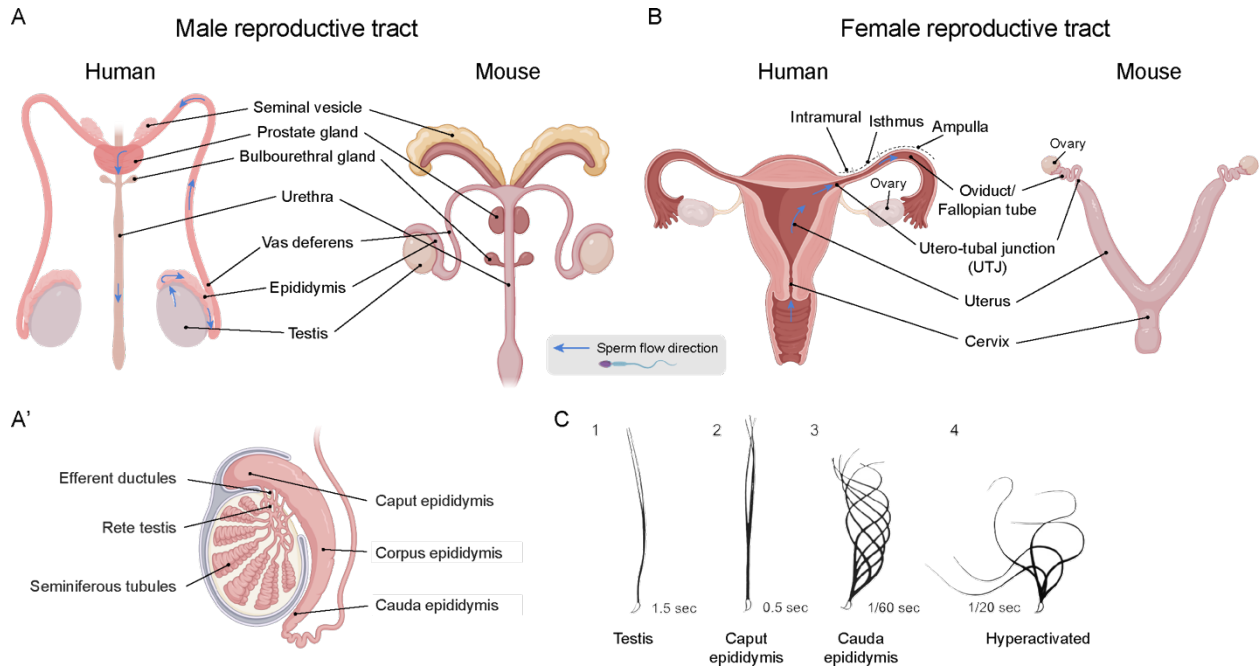 A
Male reproductive tract
Human
Mouse
Seminal vesicle
Prostate gland
Bulbourethral gland
Urethra
Vas deferens
Epididymis
Testis
Sperm flow direction
B
Female reproductive tract
Human
Mouse
Intramural
Isthmus
Ampulla
Ovary
Ovary
Oviduct/
Fallopian tube
Utero-tubal junction
(UTJ)
Uterus
Cervix
A'
Efferent ductules
Rete testis
Seminiferous tubules
Caput epididymis
Corpus epididymis
Cauda epididymis
C
1
2
3
4
1.5 sec
0.5 sec
1/60 sec
1/20 sec
Testis
Caput
epididymis
Cauda
epididymis
Hyperactivated